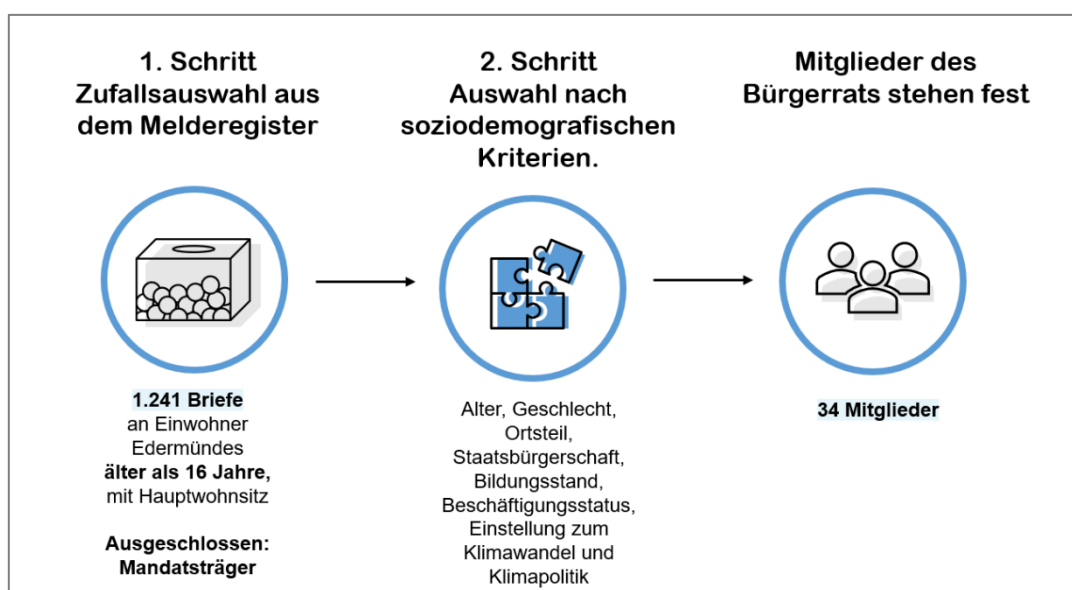 1. Schritt
Zufallsauswahl aus
dem Melderegister
2. Schritt
Auswahl nach
soziodemografischen
Kriterien.
Mitglieder des
Bürgerrats stehen fest
1.241 Briefe
an Einwohner
Edermündes
älter als 16 Jahre,
mit Hauptwohnsitz
Ausgeschlossen:
Mandatsträger
Alter, Geschlecht,
Ortsteil,
Staatsbürgerschaft,
Bildungsstand,
Beschäftigungsstatus,
Einstellung zum
Klimawandel und
Klimapolitik
34 Mitglieder